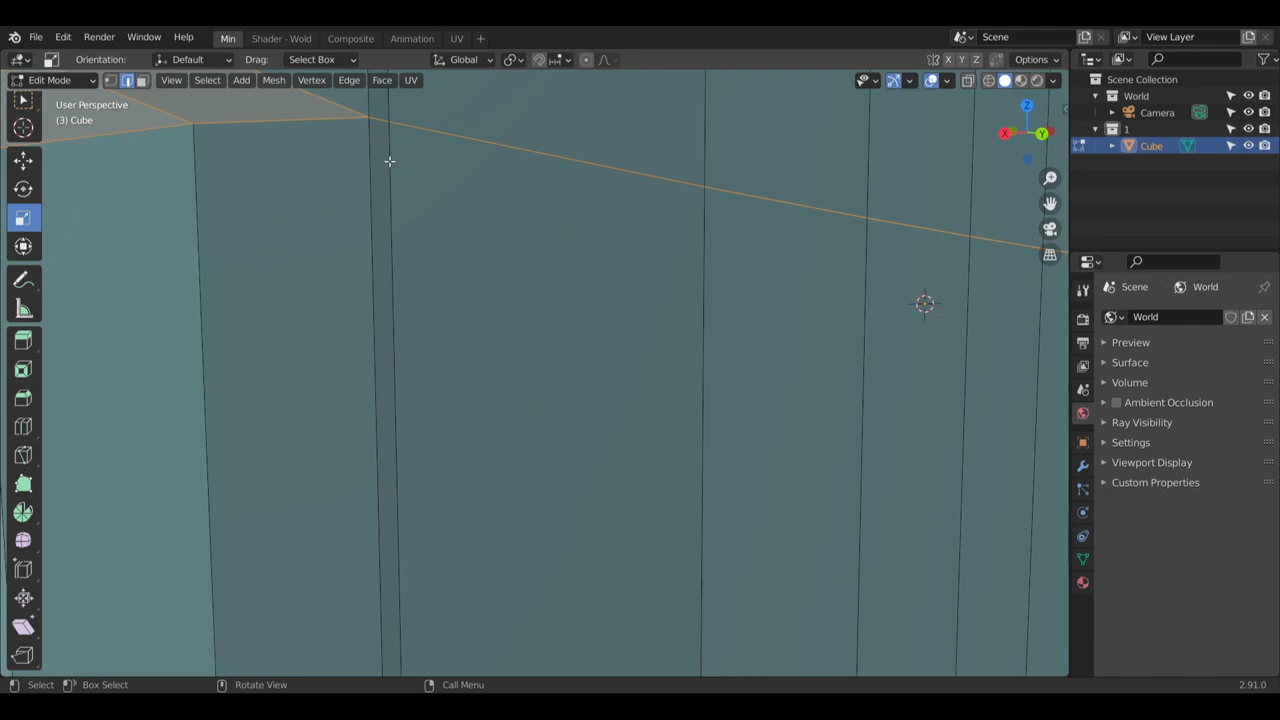 File Edit Render Window Help Min Shader - Wold Composite Animation UV Scene View Layer
Orientation: Default Drag: Select Box Global X Y Z Options
Edit Mode View Select Add Mesh Vertex Edge Face UV
User Perspective
(3) Cube
Z
X Y
Scene Collection
World
Camera
1
Cube
Scene World
World
Preview
Surface
Volume
Ambient Occlusion
Ray Visibility
Settings
Viewport Display
Custom Properties
Select Box Select Rotate View Call Menu 2.91.0